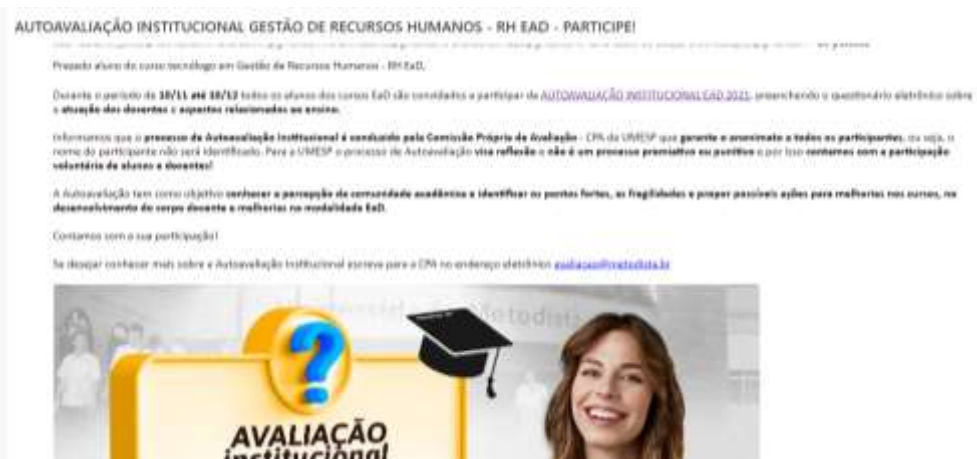 AUTOAVALIAÇÃO INSTITUCIONAL GESTÃO DE RECURSOS HUMANOS - RH EAD - PARTICIPE!
Prezado aluno do curso tecnólogo em Gestão de Recursos Humanos - RH EaD,
Durante o período de 10/11 até 10/12 todos os alunos dos cursos EaD são convidados a participar da AUTOAVALIAÇÃO INSTITUCIONAL EAD 2021, preenchendo o questionário eletrônico sobre
a atuação dos docentes e aspectos relacionados ao ensino.
Informamos que o processo de Autoavaliação Institucional é conduzido pela Comissão Própria de Avaliação - CPA da UMESP que garante o anonimato a todos os participantes, ou seja, o
nome do participante não será identificado. Para a UMESP o processo de Autoavaliação visa reflexão e não é um processo premiativo ou punitivo e por isso contamos com a participação
voluntária de alunos e docentes!
A Autoavaliação tem como objetivo conhecer a percepção da comunidade acadêmica e identificar os pontos fortes, as fragilidades e propor possíveis ações para melhorias nos cursos, no
desenvolvimento do corpo docente e melhorias na modalidade EaD.
Contamos com a sua participação!
Se desejar conhecer mais sobre a Autoavaliação Institucional escreva para a CPA no endereço eletrônico avaliacao@metodista.br
Metodista
AVALIAÇÃO
institucional